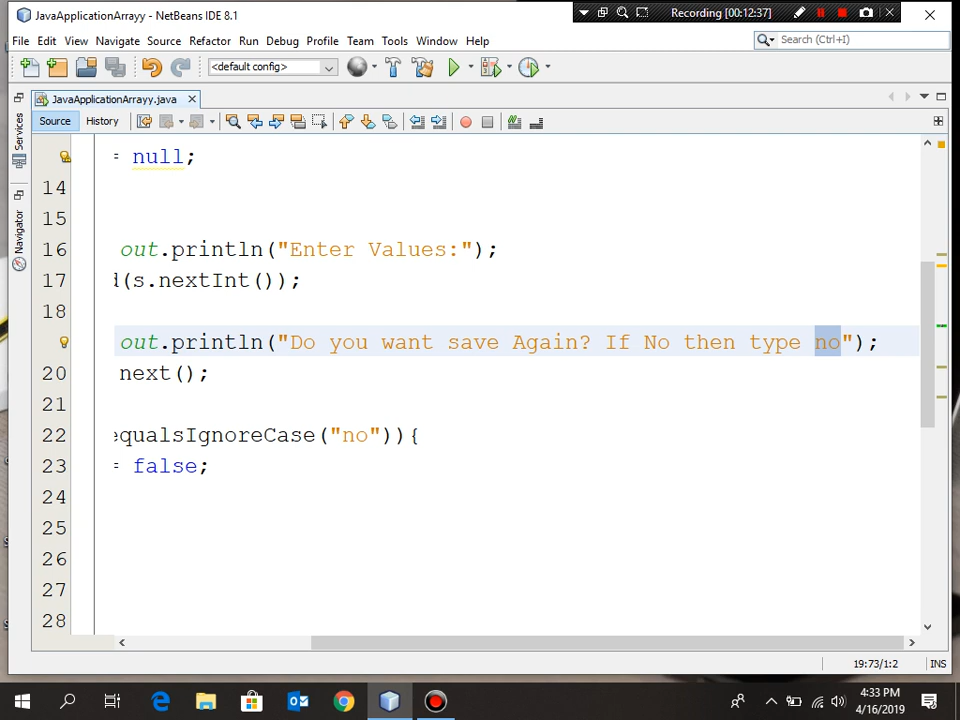 JavaApplicationArrayy - NetBeans IDE 8.1
Recording [00:12:37]
File Edit View Navigate Source Refactor Run Debug Profile Team Tools Window Help
Search (Ctrl+I)
<default config>
JavaApplicationArrayy.java
Services
Navigator
Source History
= null;
14
15
16 out.println("Enter Values:");
17 d(s.nextInt());
18
out.println("Do you want save Again? If No then type no");
20 next();
21
22 equalsIgnoreCase("no")){
23 = false;
24
25
26
27
28
19:73/1:2 INS
4:33 PM
4/16/2019